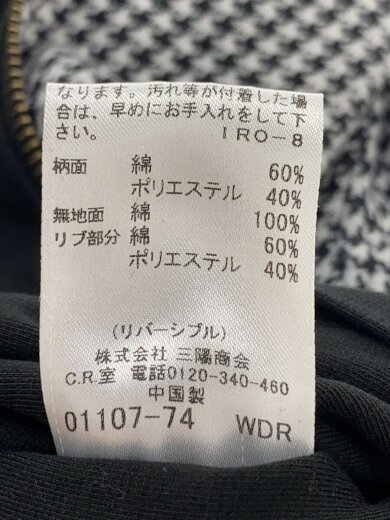 なります。汚れ等が付着した場
合は、早めにお手入れをして下
さい。 IRO-8
柄面 綿 60%
ポリエステル 40%
無地面 綿 100%
リブ部分 綿 60%
ポリエステル 40%
(リバーシブル)
株式会社 三陽商会
C.R.室 電話0120-340-460
中国製
01107-74 WDR